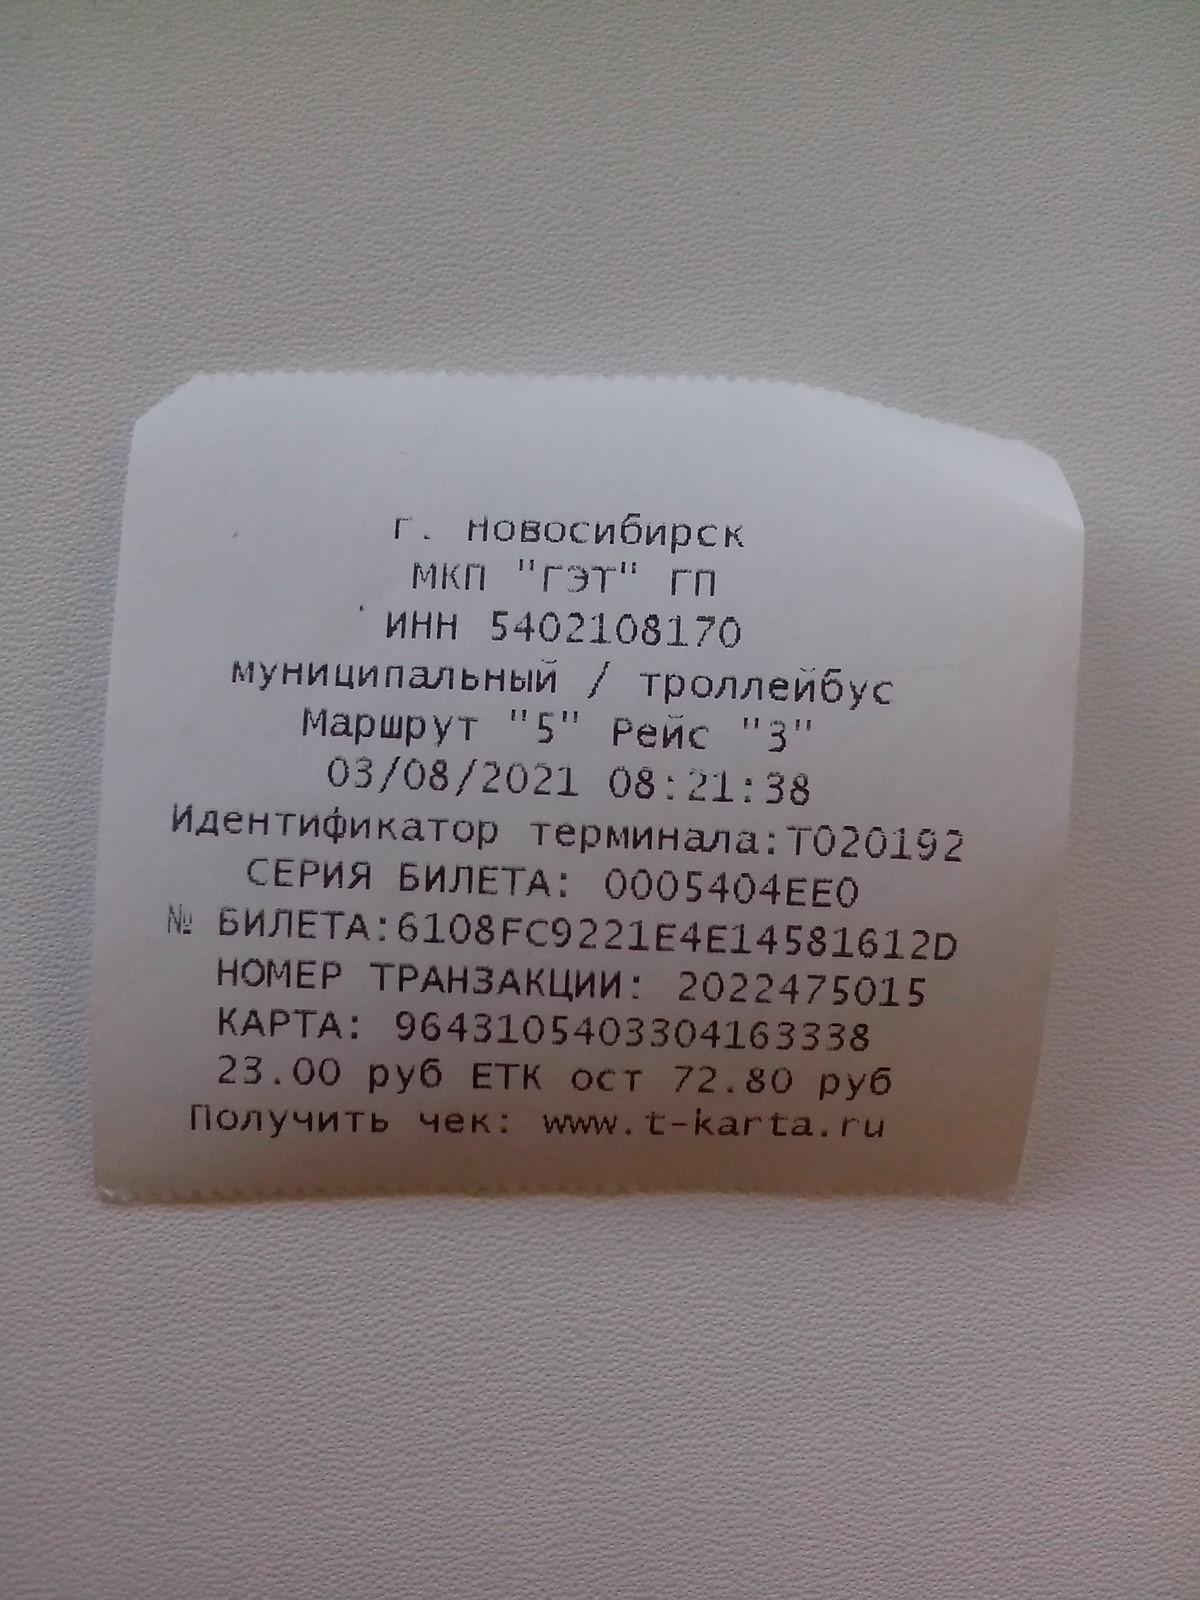 г. Новосибирск
МКП "ГЭТ" ГП
ИНН 5402108170
муниципальный / троллейбус
Маршрут "5" Рейс "3"
03/08/2021 08:21:38
Идентификатор терминала:T020192
СЕРИЯ БИЛЕТА: 0005404EE0
№ БИЛЕТА:6108FC9221E4E14581612D
НОМЕР ТРАНЗАКЦИИ: 2022475015
КАРТА: 9643105403304163338
23.00 руб ЕТК ост 72.80 руб
Получить чек: www.t-karta.ru